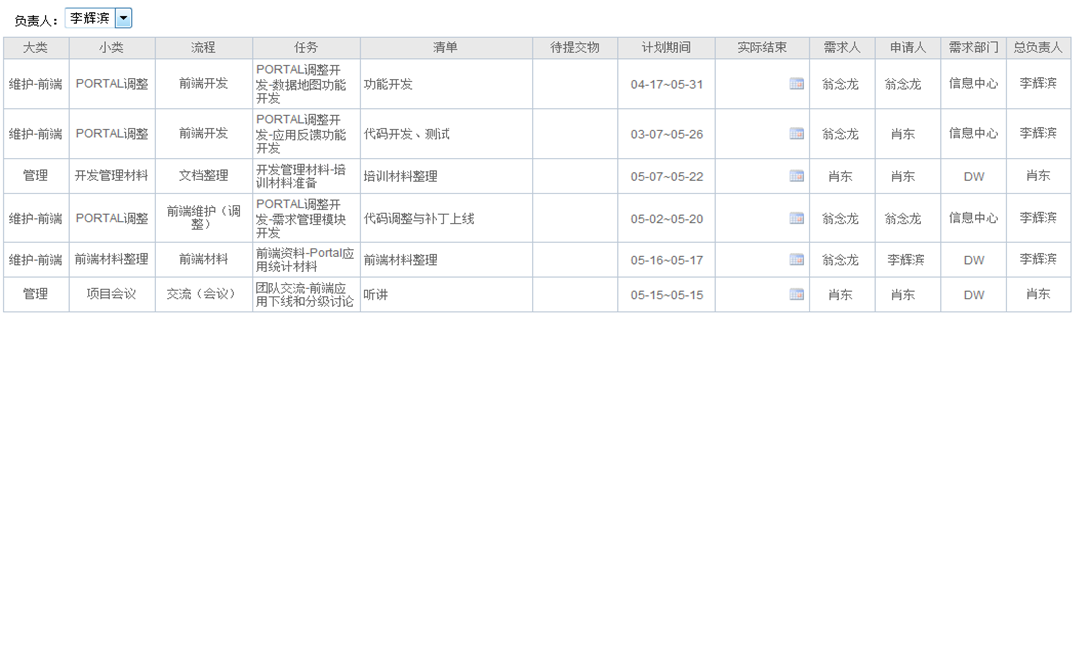 负责人： 李辉滨
大类 小类 流程 任务 清单 待提交物 计划期间 实际结束 需求人 申请人 需求部门 总负责人
维护-前端 PORTAL调整 前端开发 PORTAL调整开 功能开发 04-17~05-31 翁念龙 翁念龙 信息中心 李辉滨
发-数据地图功能
开发
维护-前端 PORTAL调整 前端开发 PORTAL调整开 代码开发、测试 03-07~05-26 翁念龙 肖东 信息中心 李辉滨
发-应用反馈功能
开发
管理 开发管理材料 文档整理 开发管理材料-培 培训材料整理 05-07~05-22 肖东 肖东 DW 肖东
训材料准备
维护-前端 PORTAL调整 前端维护（调 PORTAL调整开 代码调整与补丁上线 05-02~05-20 翁念龙 翁念龙 信息中心 李辉滨
整） 发-需求管理模块
开发
维护-前端 前端材料整理 前端材料 前端资料-Portal应 前端材料整理 05-16~05-17 翁念龙 李辉滨 DW 李辉滨
用统计材料
管理 项目会议 交流（会议） 团队交流-前端应 听讲 05-15~05-15 肖东 肖东 DW 肖东
用下线和分级讨论